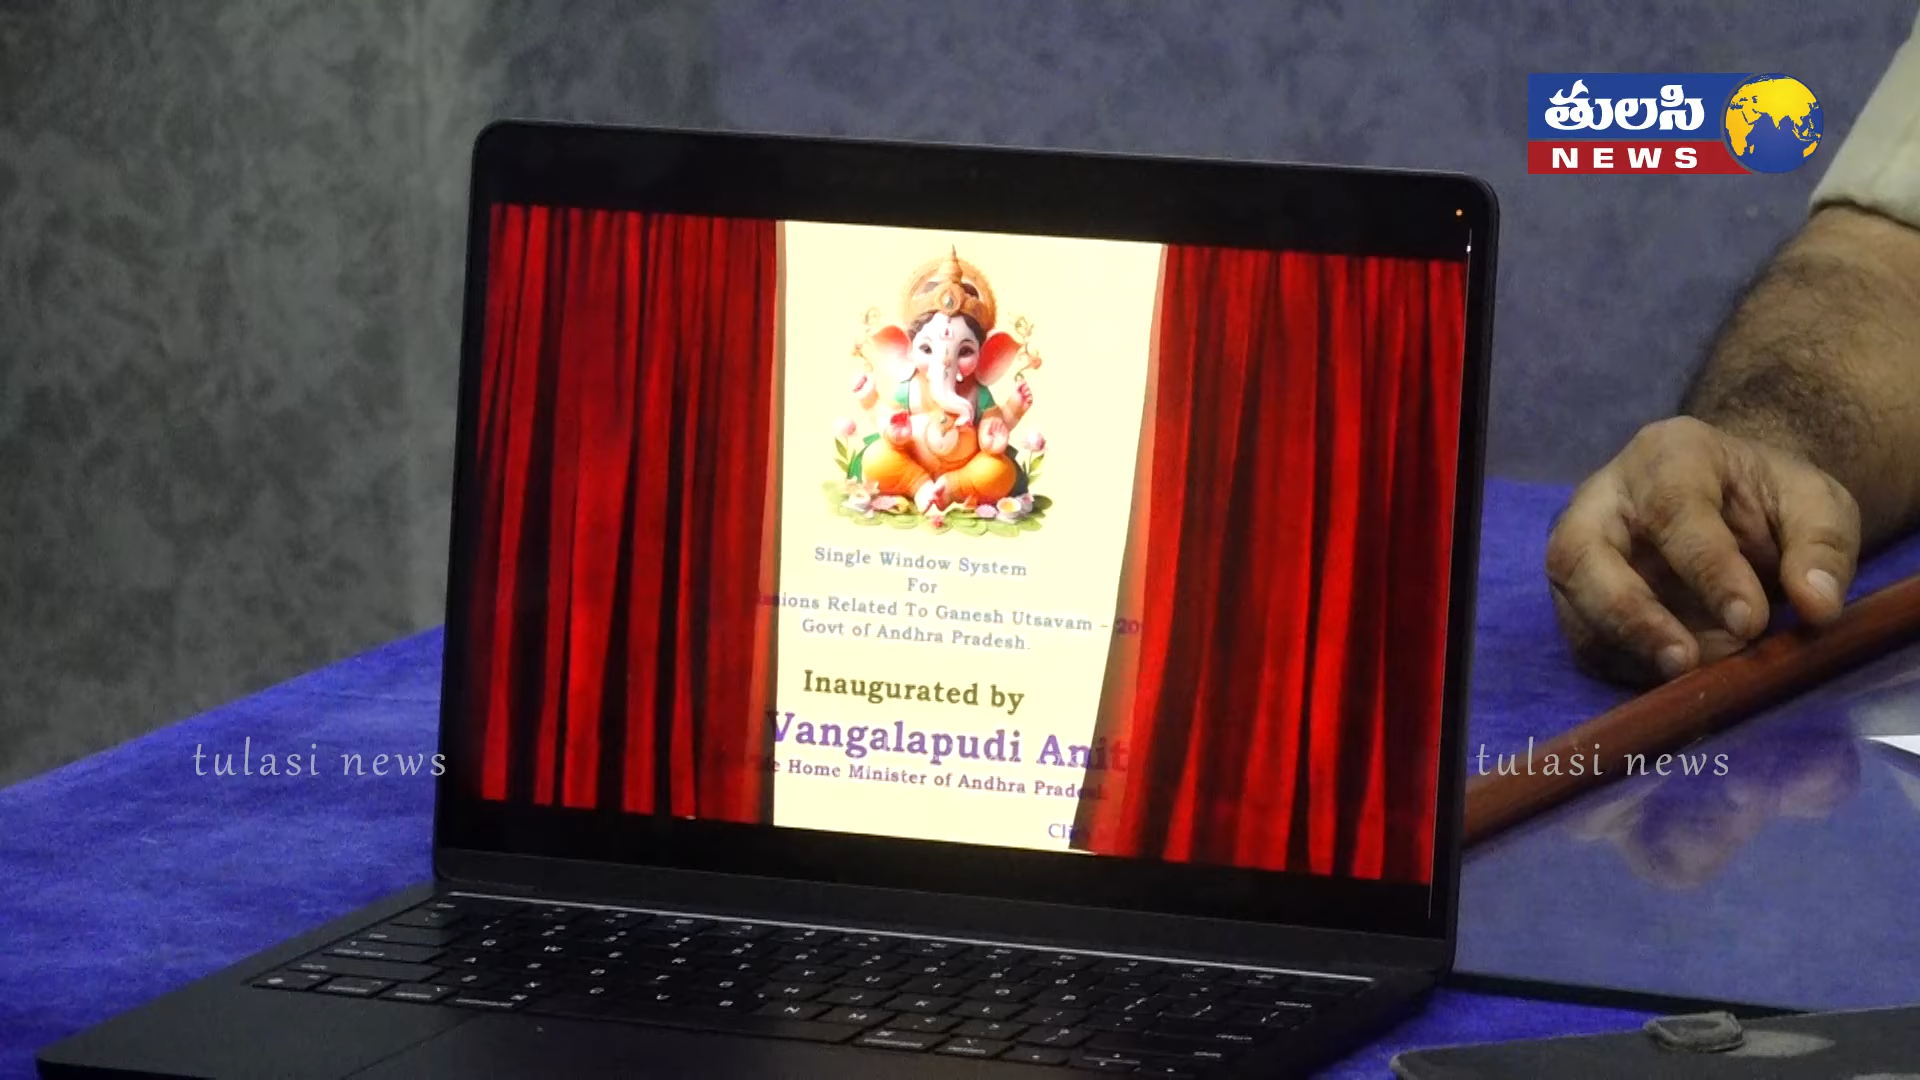 తులసి
NEWS
Single Window System
For
Related To Ganesh Utsavam -
Govt of Andhra Pradesh.
Inaugurated by
Vangalapudi
Home Minister of Andhra
tulasi news
tulasi news